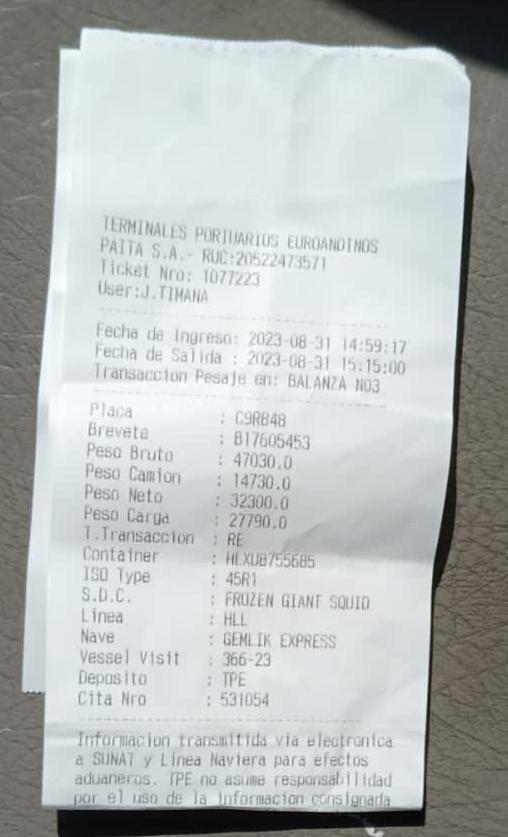 TERMINALES PORTUARIOS EUROANDINOS
PAITA S.A.- RUC:20522473571
Ticket Nro: 1077223
User:J.TIMANA
Fecha de Ingreso: 2023-08-31 14:59:17
Fecha de Salida : 2023-08-31 15:15:00
Transaccion Pesaje en: BALANZA NO3
Placa : C9R848
Brevete : B17605453
Peso Bruto : 47030.0
Peso Camion : 14730.0
Peso Neto : 32300.0
Peso Carga : 27790.0
T.Transaccion : RE
Container : HLXU8755685
ISO Type : 45R1
S.D.C. : FROZEN GIANT SQUID
Linea : HLL
Nave : GEMLIK EXPRESS
Vessel Visit : 366-23
Deposito : TPE
Cita Nro : 531054
Informacion transmitida via electronica
a SUNAT y Linea Naviera para efectos
aduaneros. TPE no asume responsabilidad
por el uso de la informacion consignada